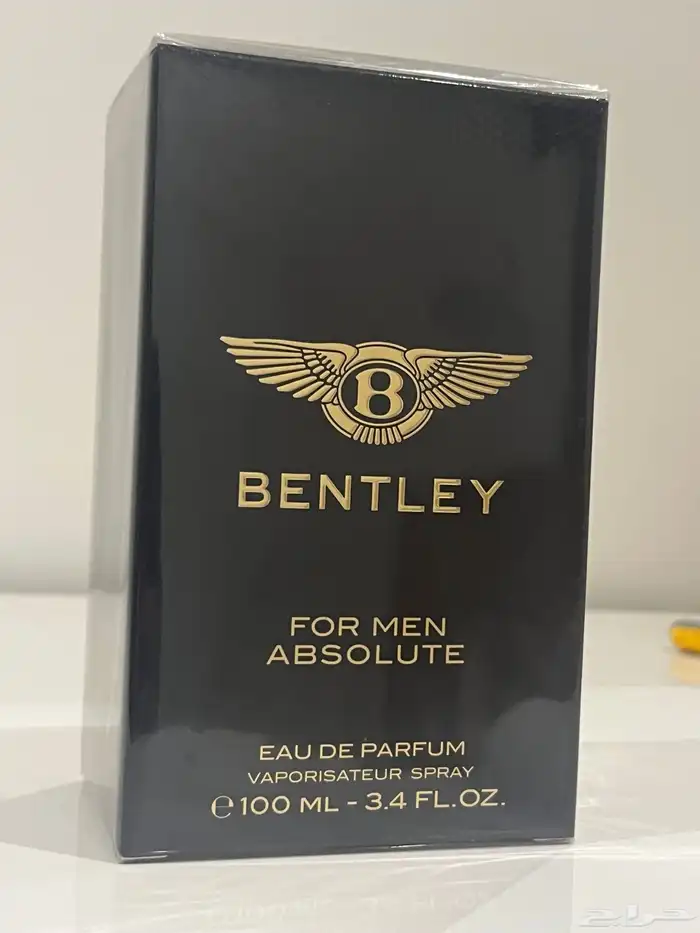 B
BENTLEY
FOR MEN
ABSOLUTE
EAU DE PARFUM
VAPORISATEUR SPRAY
℮ 100 ML - 3.4 FL.OZ.
حراج